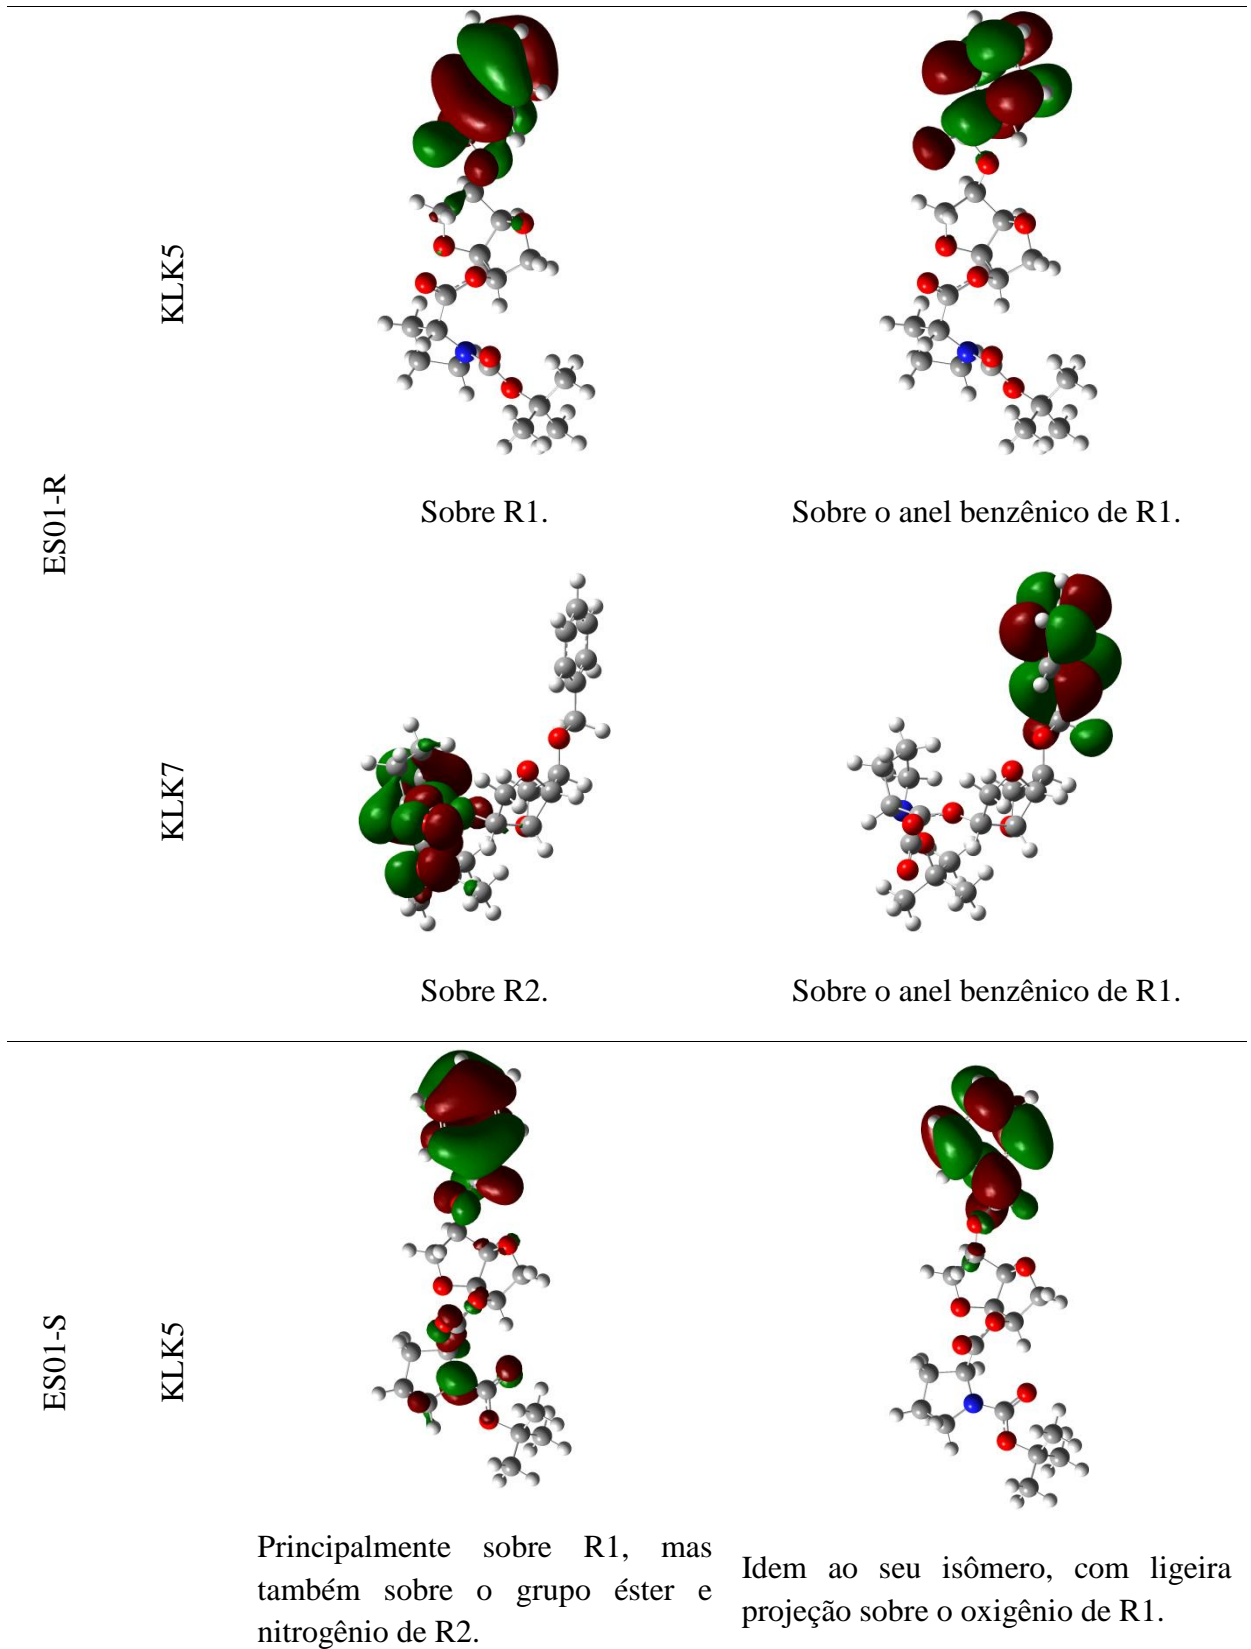 ES01-R
KLK5
Sobre R1.
Sobre o anel benzênico de R1.
KLK7
Sobre R2.
Sobre o anel benzênico de R1.
ES01-S
KLK5
Principalmente sobre R1, mas
também sobre o grupo éster e
nitrogênio de R2.
Idem ao seu isômero, com ligeira
projeção sobre o oxigênio de R1.